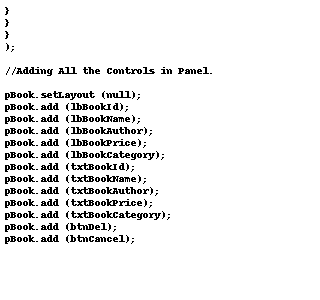 }
}
}
);
//Adding All the Controls in Panel.
pBook.setLayout (null);
pBook.add (lbBookId);
pBook.add (lbBookName);
pBook.add (lbBookAuthor);
pBook.add (lbBookPrice);
pBook.add (lbBookCategory);
pBook.add (txtBookId);
pBook.add (txtBookName);
pBook.add (txtBookAuthor);
pBook.add (txtBookPrice);
pBook.add (txtBookCategory);
pBook.add (btnDel);
pBook.add (btnCancel);